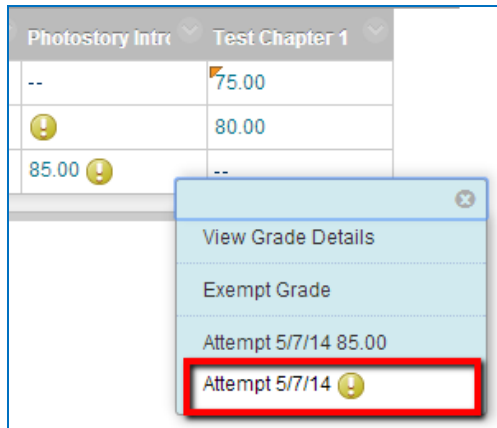 Photostory Intro Test Chapter 1
-- 75.00
80.00
85.00 --
View Grade Details
Exempt Grade
Attempt 5/7/14 85.00
Attempt 5/7/14